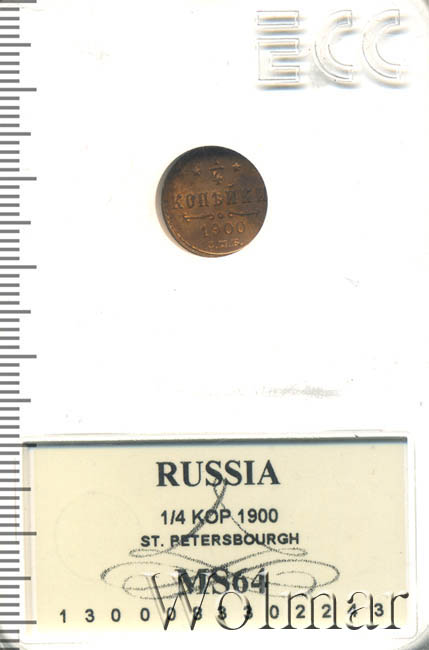 ECC
1/4
КОПѢЙКИ
1900
С.П.Б.
RUSSIA
1/4 KOP 1900
ST. PETERSBOURGH
MS64
Wolmar